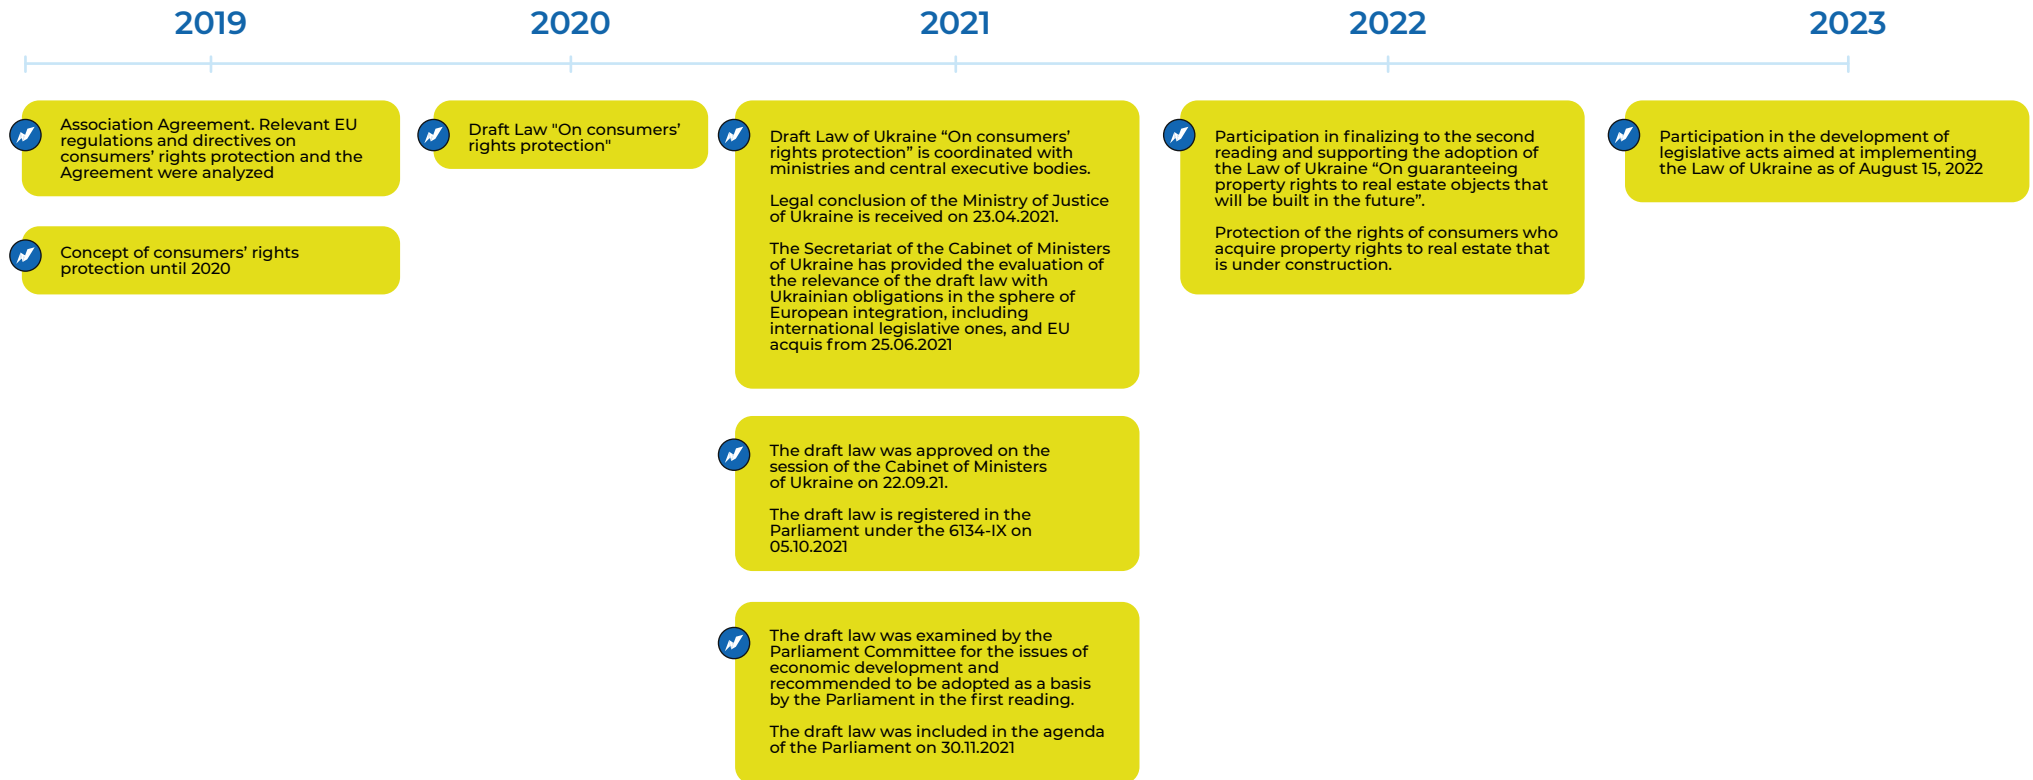 2019
2020
2021
2022
2023
Association Agreement. Relevant EU
regulations and directives on
consumers’ rights protection and the
Agreement were analyzed
Concept of consumers’ rights
protection until 2020
Draft Law "On consumers’
rights protection"
Draft Law of Ukraine “On consumers’
rights protection” is coordinated with
ministries and central executive bodies.
Legal conclusion of the Ministry of Justice
of Ukraine is received on 23.04.2021.
The Secretariat of the Cabinet of Ministers
of Ukraine has provided the evaluation of
the relevance of the draft law with
Ukrainian obligations in the sphere of
European integration, including
international legislative ones, and EU
acquis from 25.06.2021
The draft law was approved on the
session of the Cabinet of Ministers
of Ukraine on 22.09.21.
The draft law is registered in the
Parliament under the 6134-IX on
05.10.2021
The draft law was examined by the
Parliament Committee for the issues of
economic development and
recommended to be adopted as a basis
by the Parliament in the first reading.
The draft law was included in the agenda
of the Parliament on 30.11.2021
Participation in finalizing to the second
reading and supporting the adoption of
the Law of Ukraine “On guaranteeing
property rights to real estate objects that
will be built in the future”.
Protection of the rights of consumers who
acquire property rights to real estate that
is under construction.
Participation in the development of
legislative acts aimed at implementing
the Law of Ukraine as of August 15, 2022